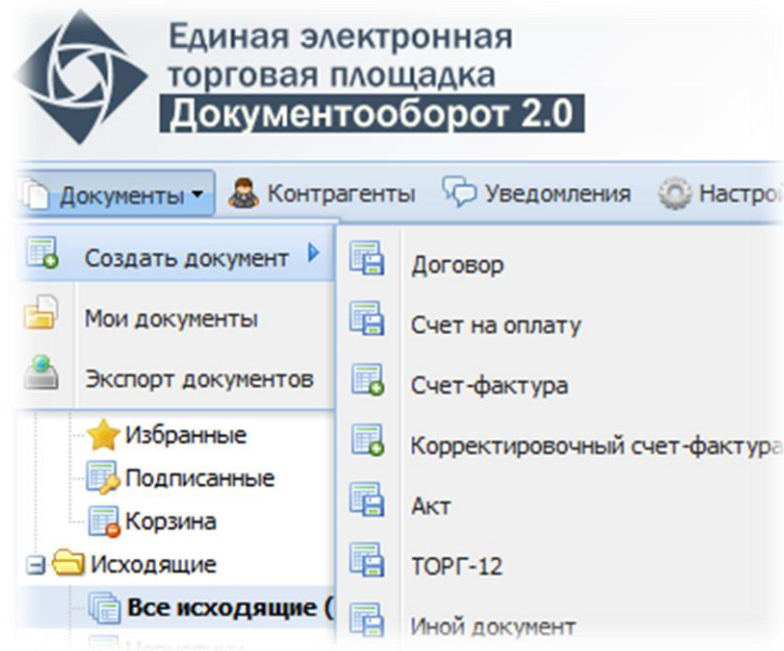 Единая электронная
торговая площадка
Документооборот 2.0
Документы Контрагенты Уведомления
Создать документ
Мои документы
Экспорт документов
Договор
Счет на оплату
Счет-фактура
Корректировочный счет-фактура
Акт
ТОРГ-12
Иной документ
Избранные
Подписанные
Корзина
Исходящие
Все исходящие (